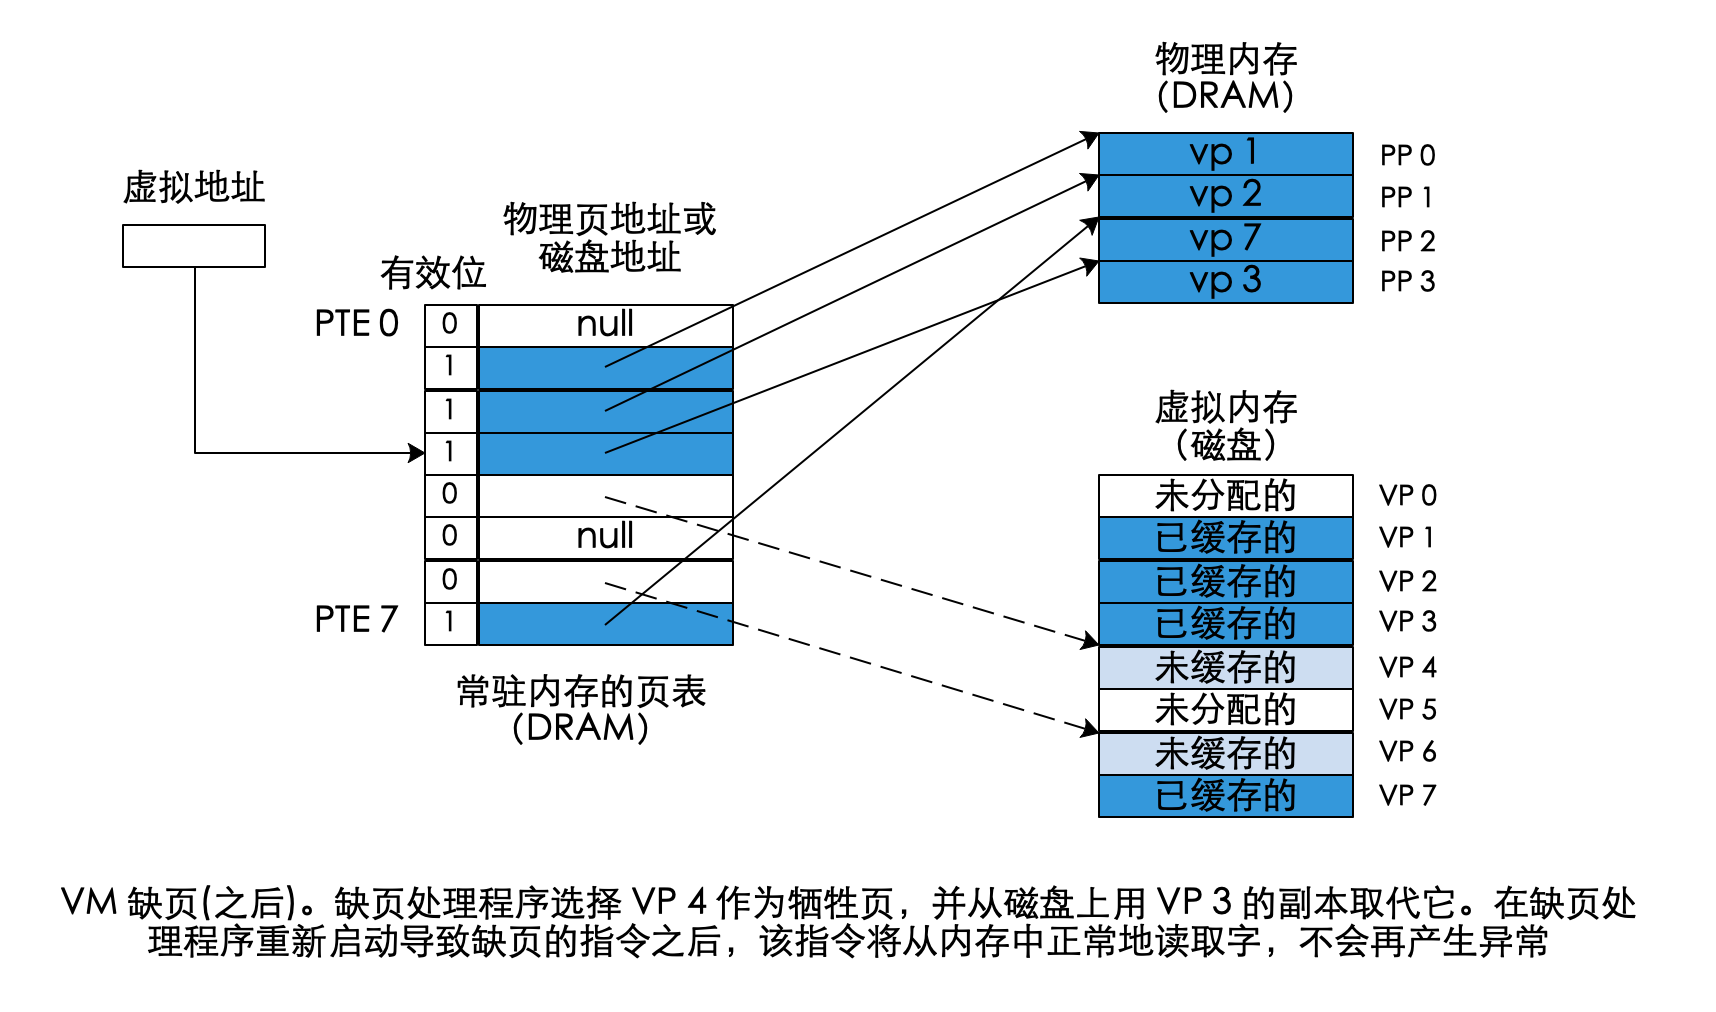 物理内存
(DRAM)
vp 1
PP 0
vp 2
PP 1
vp 7
PP 2
vp 3
PP 3
虚拟地址
物理页地址或
磁盘地址
有效位
PTE 0
0
null
1
1
1
0
0
null
0
PTE 7
1
常驻内存的页表
(DRAM)
虚拟内存
(磁盘)
未分配的
VP 0
已缓存的
VP 1
已缓存的
VP 2
已缓存的
VP 3
未缓存的
VP 4
未分配的
VP 5
未缓存的
VP 6
已缓存的
VP 7
VM 缺页(之后)。缺页处理程序选择 VP 4 作为牺牲页，并从磁盘上用 VP 3 的副本取代它。在缺页处
理程序重新启动导致缺页的指令之后，该指令将从内存中正常地读取字，不会再产生异常